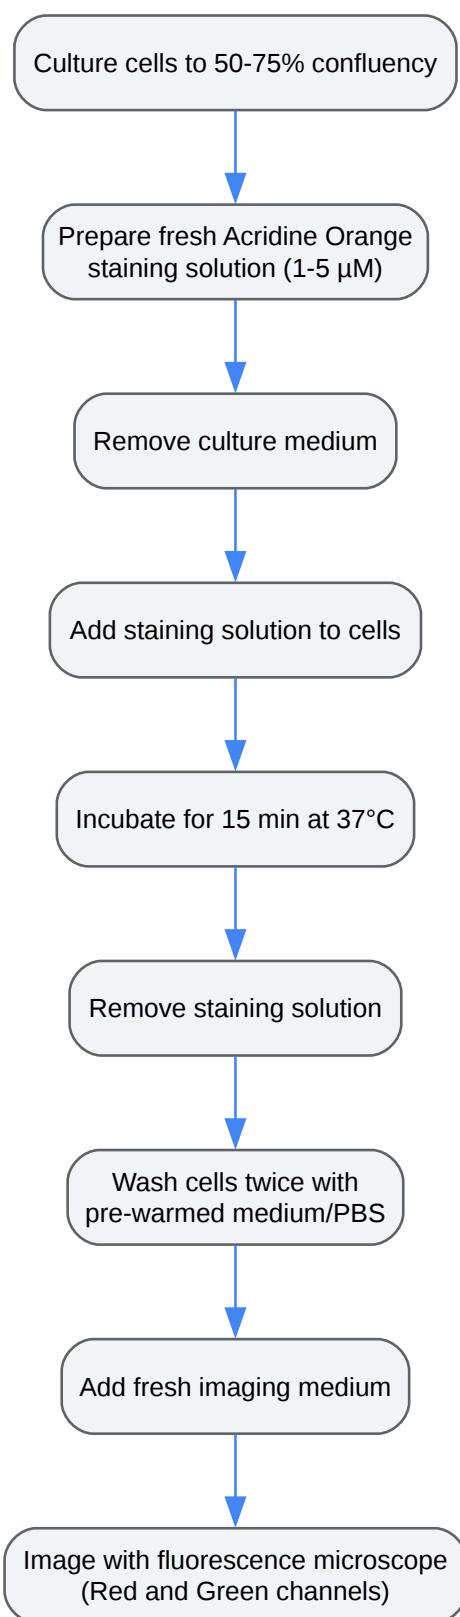 Culture cells to 50-75% confluency
Prepare fresh Acridine Orange
staining solution (1-5 µM)
Remove culture medium
Add staining solution to cells
Incubate for 15 min at 37°C
Remove staining solution
Wash cells twice with
pre-warmed medium/PBS
Add fresh imaging medium
Image with fluorescence microscope
(Red and Green channels)